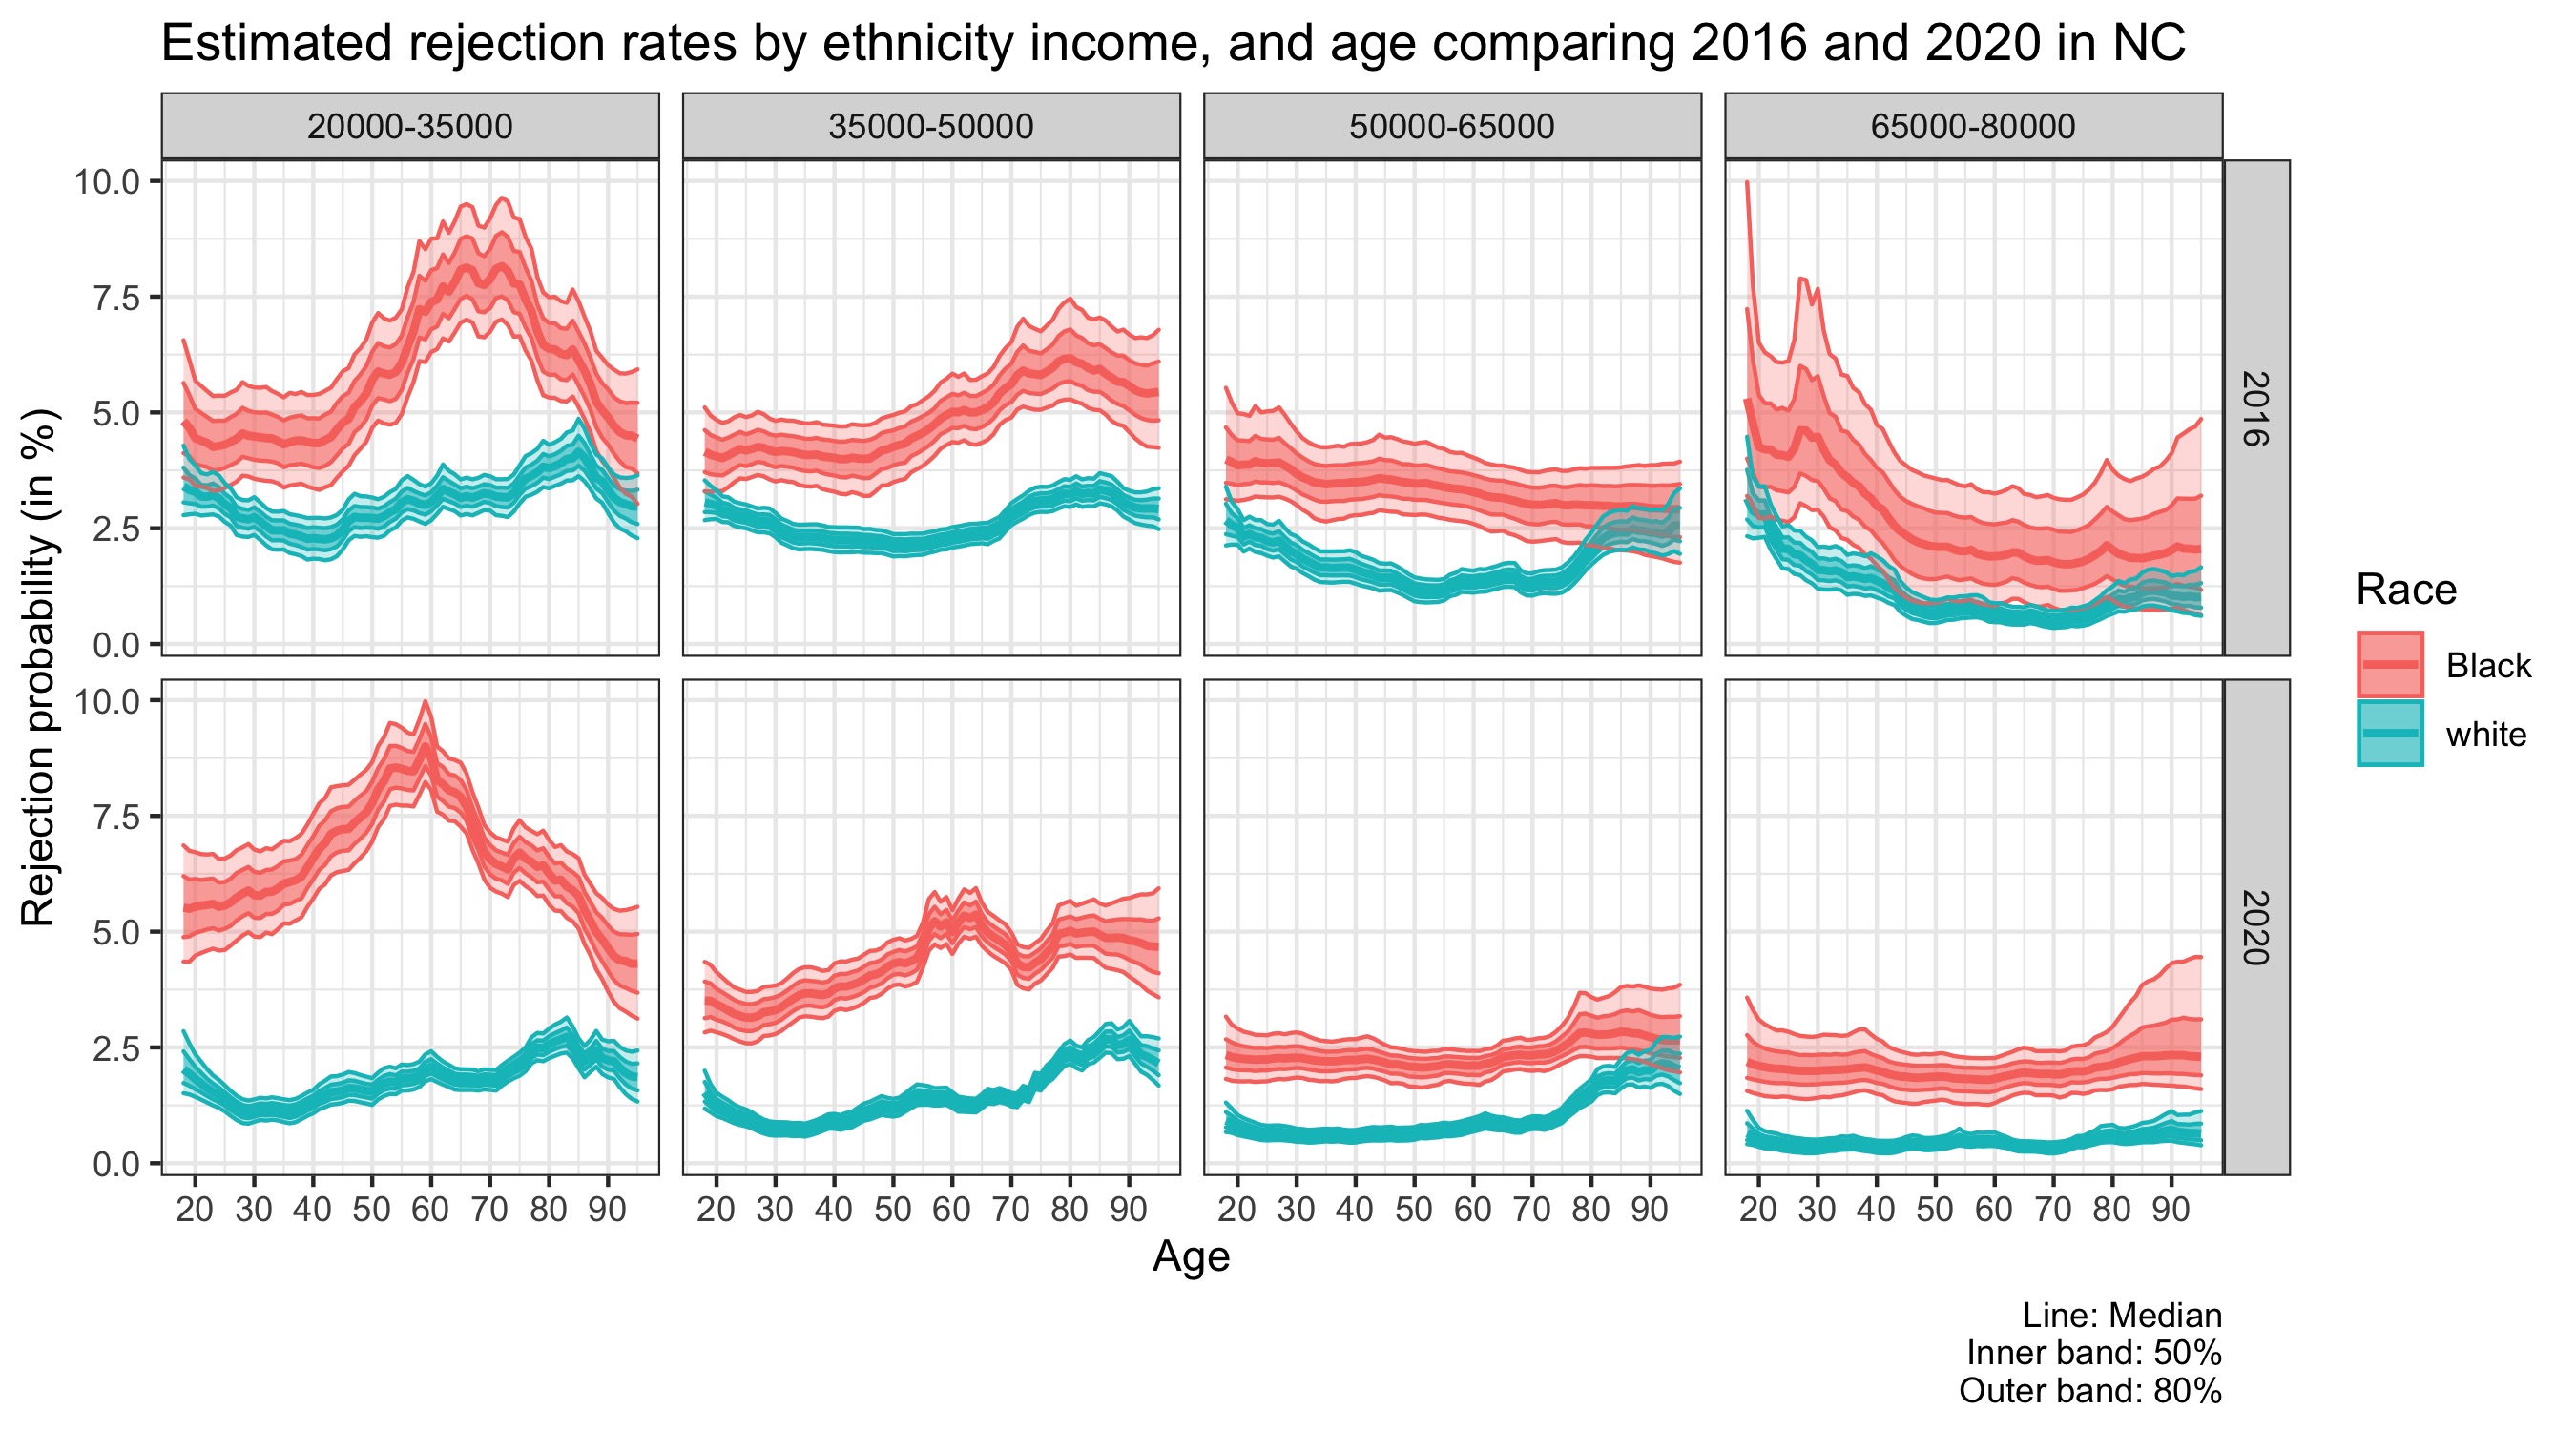 Estimated rejection rates by ethnicity income, and age comparing 2016 and 2020 in NC
20000-35000
35000-50000
50000-65000
65000-80000
Rejection probability (in %)
10.0
7.5
5.0
2.5
0.0
2016
10.0
7.5
5.0
2.5
0.0
2020
20 30 40 50 60 70 80 90
20 30 40 50 60 70 80 90
20 30 40 50 60 70 80 90
20 30 40 50 60 70 80 90
Age
Race
Black
white
Line: Median
Inner band: 50%
Outer band: 80%